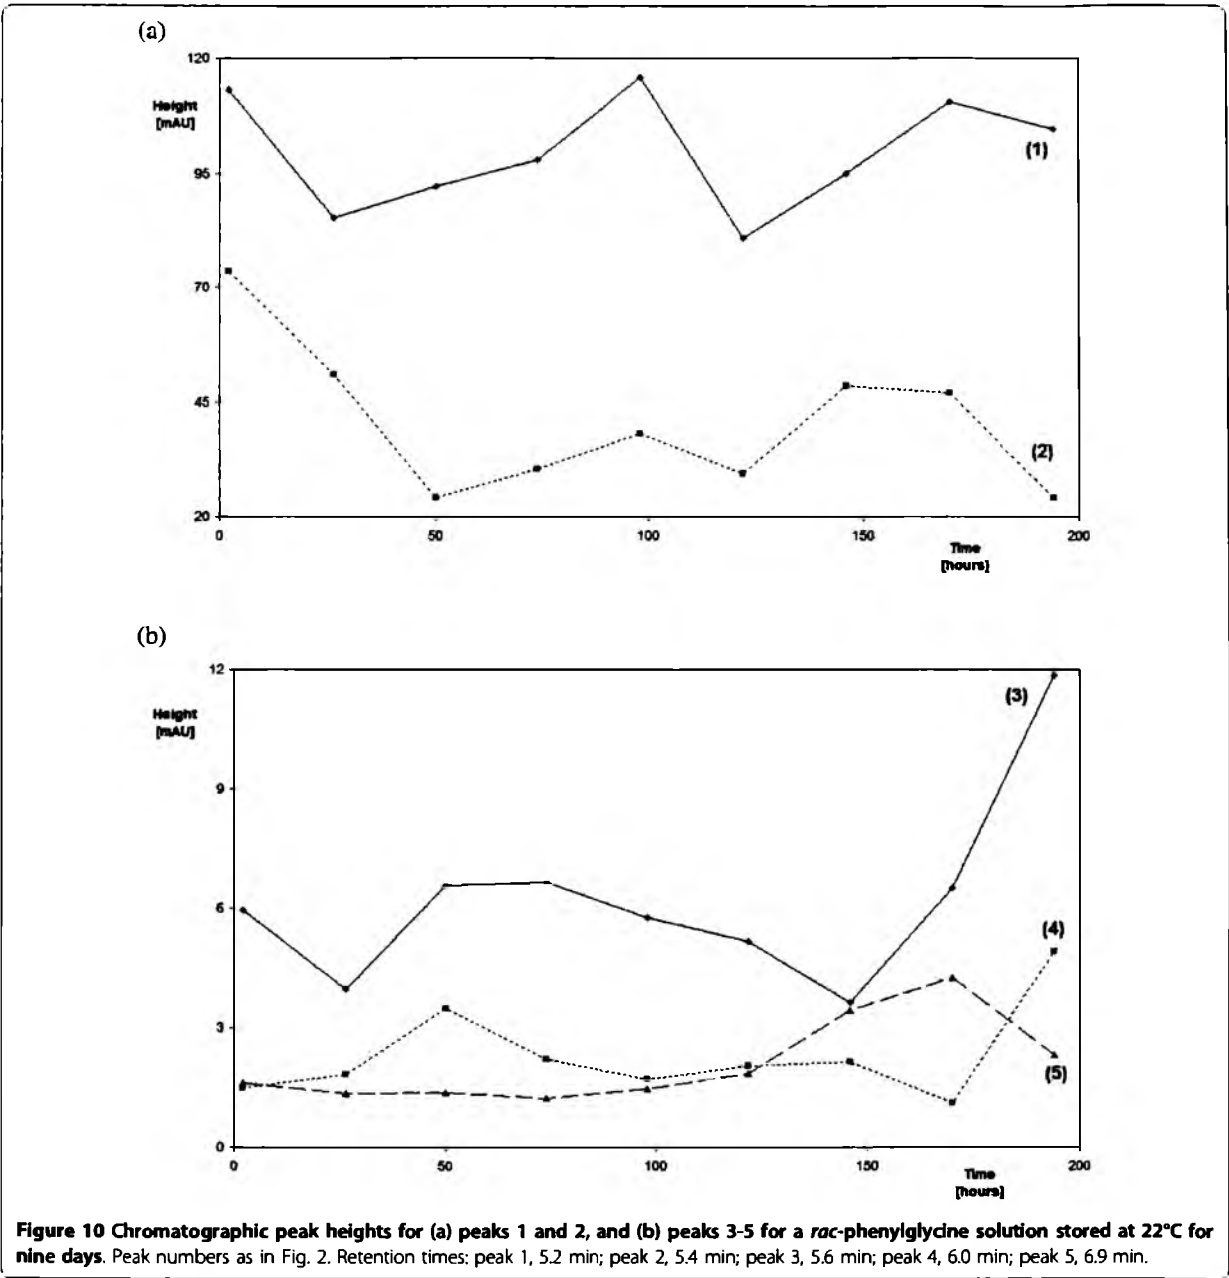 (a)
120
Height
[mAU]
95
(1)
70
45
(2)
20
0 50 100 150 200
Time
[hours]
(b)
12
Height
[mAU]
(3)
9
6
(4)
3
(5)
0
0 50 100 150 200
Time
[hours]
Figure 10 Chromatographic peak heights for (a) peaks 1 and 2, and (b) peaks 3-5 for a rac-phenylglycine solution stored at 22°C for
nine days. Peak numbers as in Fig. 2. Retention times: peak 1, 5.2 min; peak 2, 5.4 min; peak 3, 5.6 min; peak 4, 6.0 min; peak 5, 6.9 min.